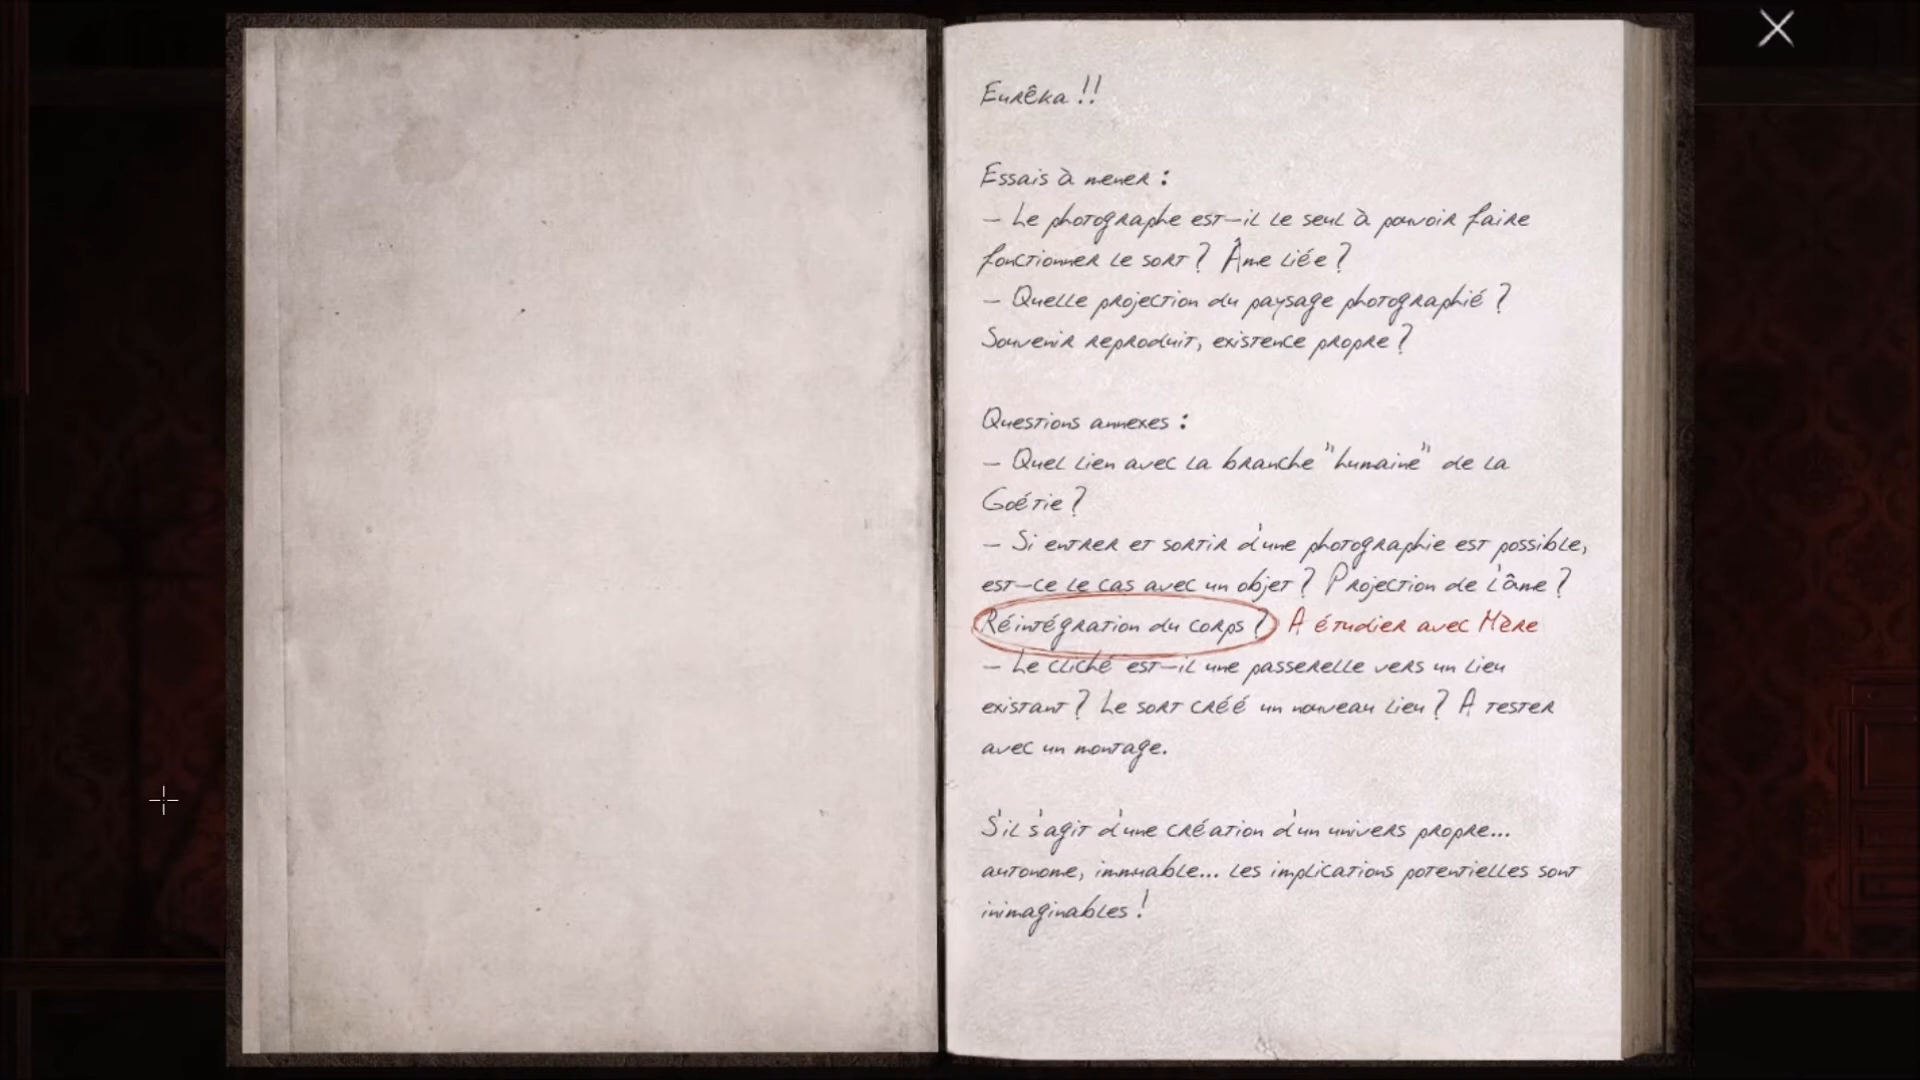 Eurêka !!
Essais à mener :
– Le photographe est-il le seul à pouvoir faire
fonctionner le sort ? Âme liée ?
– Quelle projection du paysage photographié ?
Souvenir reproduit, existence propre ?
Questions annexes :
– Quel lien avec la branche "humaine" de la
Goétie ?
– Si entrer et sortir d'une photographie est possible,
est-ce le cas avec un objet ? Projection de l'âme ?
Réintégration du corps ? A étudier avec Mère
– Le cliché est-il une passerelle vers un lieu
existant ? Le sort créé un nouveau lieu ? A tester
avec un montage.
S'il s'agit d'une création d'un univers propre...
autonome, immuable... les implications potentielles sont
inimaginables !